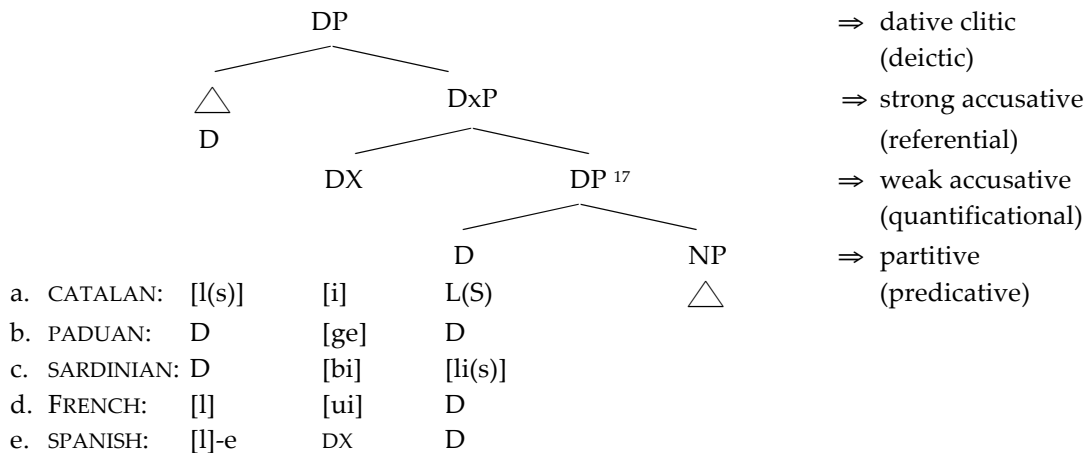 DP ⇒ dative clitic
(deictic)
DxP ⇒ strong accusative
D (referential)
DX DP 17 ⇒ weak accusative
(quantificational)
D NP ⇒ partitive
(predicative)
a. CATALAN: [l(s)] [i] L(S)
b. PADUAN: D [ge] D
c. SARDINIAN: D [bi] [li(s)]
d. FRENCH: [l] [ui] D
e. SPANISH: [l]-e DX D